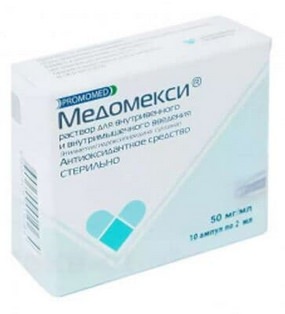 PROMOMED
Медомекси®
раствор для внутривенного
и внутримышечного введения
Антиоксидантное средство
СТЕРИЛЬНО
50 мг/мл
10 ампул по 2 мл